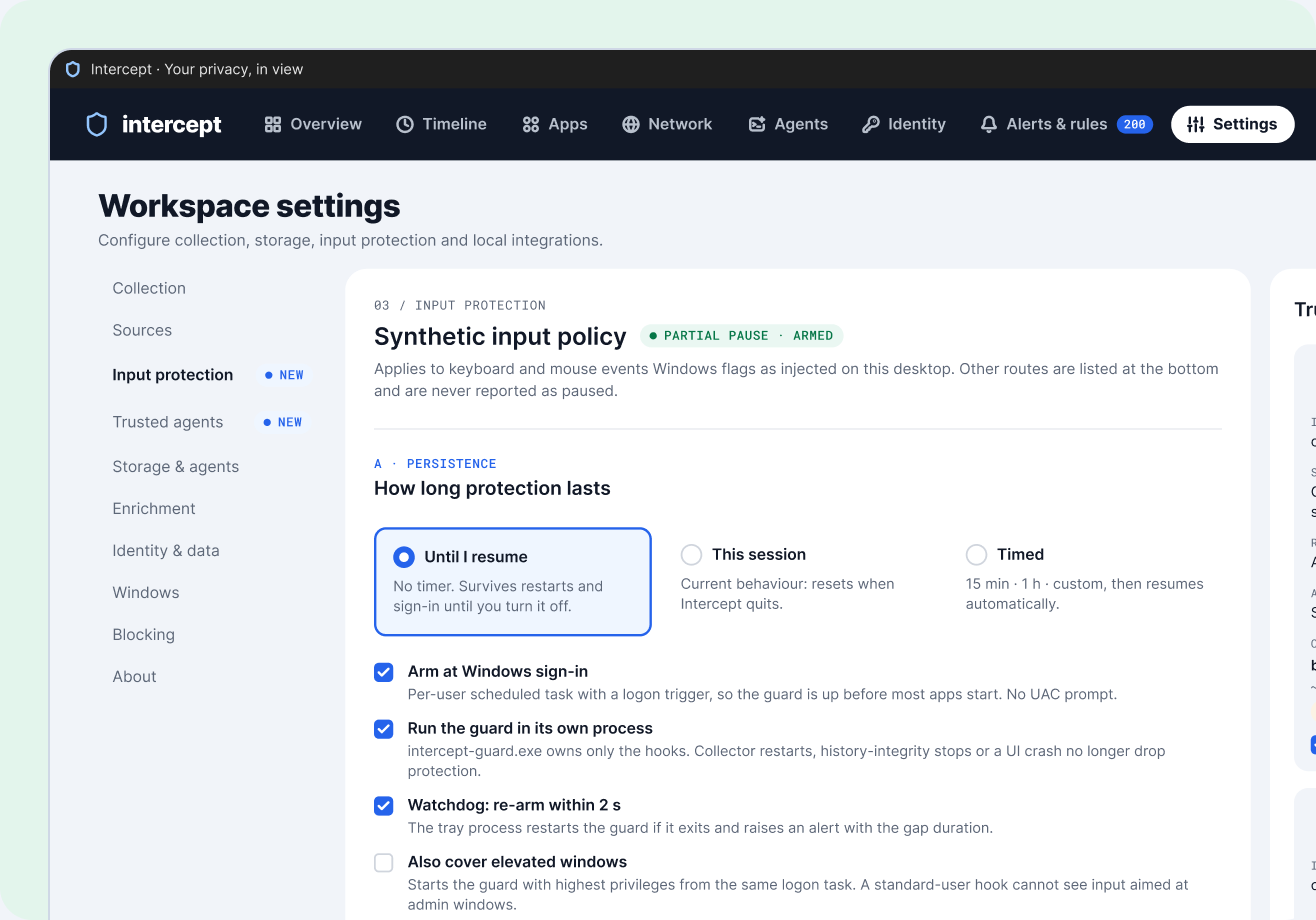 Intercept · Your privacy, in view
intercept
Overview
Timeline
Apps
Network
Agents
Identity
Alerts & rules 200
Settings
Workspace settings
Configure collection, storage, input protection and local integrations.
Collection
Sources
Input protection NEW
Trusted agents NEW
Storage & agents
Enrichment
Identity & data
Windows
Blocking
About
03 / INPUT PROTECTION
Synthetic input policy PARTIAL PAUSE · ARMED
Applies to keyboard and mouse events Windows flags as injected on this desktop. Other routes are listed at the bottom
and are never reported as paused.
A · PERSISTENCE
How long protection lasts
Until I resume
No timer. Survives restarts and
sign-in until you turn it off.
This session
Current behaviour: resets when
Intercept quits.
Timed
15 min · 1 h · custom, then resumes
automatically.
Arm at Windows sign-in
Per-user scheduled task with a logon trigger, so the guard is up before most apps start. No UAC prompt.
Run the guard in its own process
intercept-guard.exe owns only the hooks. Collector restarts, history-integrity stops or a UI crash no longer drop
protection.
Watchdog: re-arm within 2 s
The tray process restarts the guard if it exits and raises an alert with the gap duration.
Also cover elevated windows
Starts the guard with highest privileges from the same logon task. A standard-user hook cannot see input aimed at
admin windows.